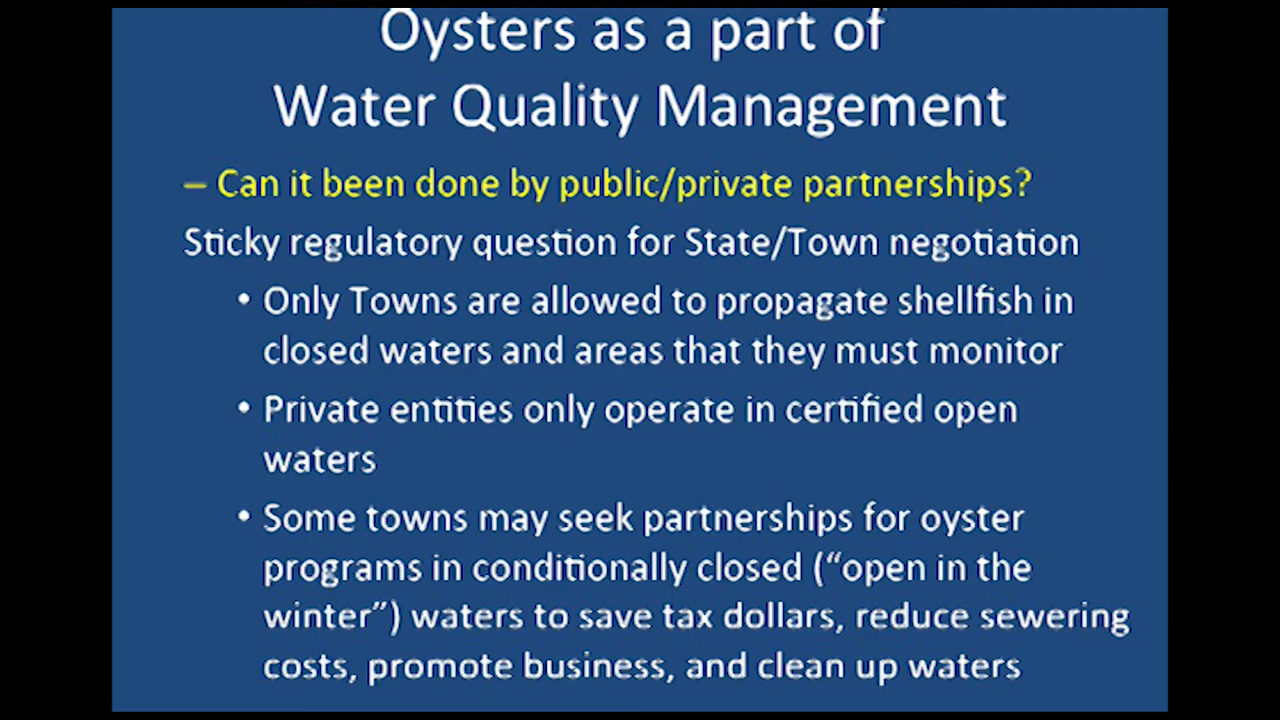 Oysters as a part of
Water Quality Management
– Can it been done by public/private partnerships?
Sticky regulatory question for State/Town negotiation
• Only Towns are allowed to propagate shellfish in
closed waters and areas that they must monitor
• Private entities only operate in certified open
waters
• Some towns may seek partnerships for oyster
programs in conditionally closed (“open in the
winter”) waters to save tax dollars, reduce sewering
costs, promote business, and clean up waters